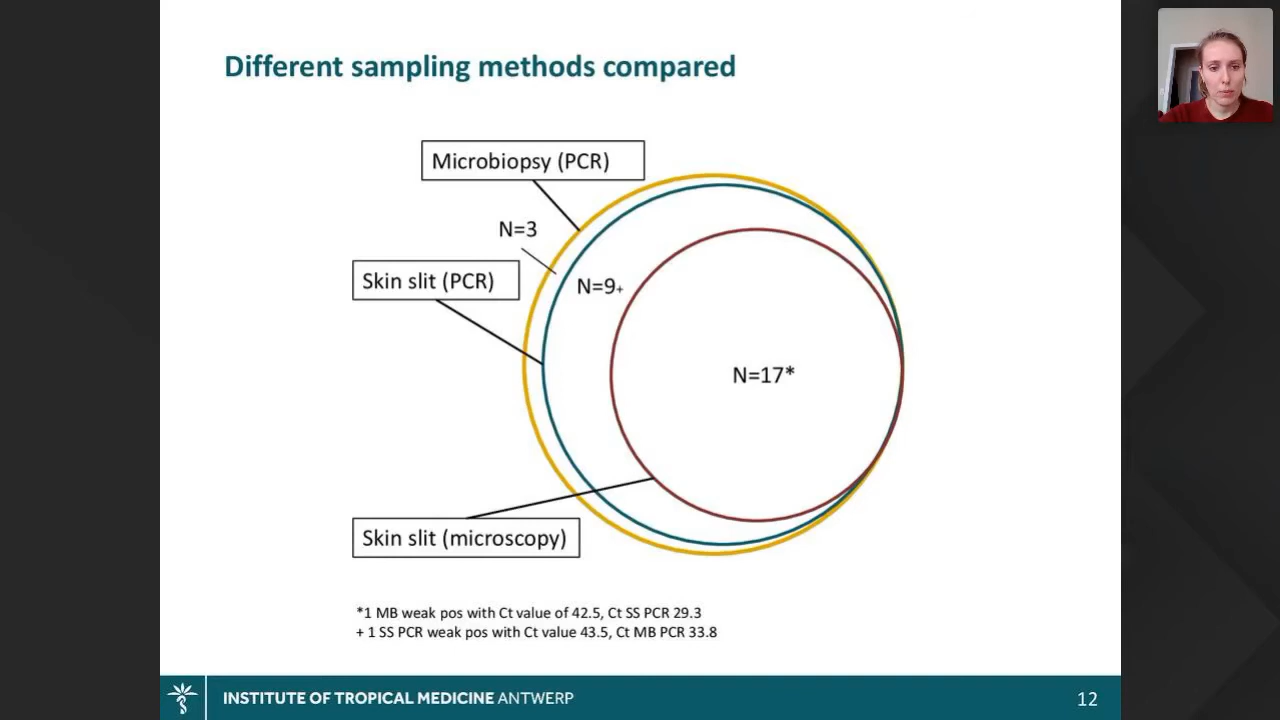 Different sampling methods compared
Microbiopsy (PCR)
N=3
Skin slit (PCR)
N=9+
N=17*
Skin slit (microscopy)
*1 MB weak pos with Ct value of 42.5, Ct SS PCR 29.3
+ 1 SS PCR weak pos with Ct value 43.5, Ct MB PCR 33.8
INSTITUTE OF TROPICAL MEDICINE ANTWERP
12